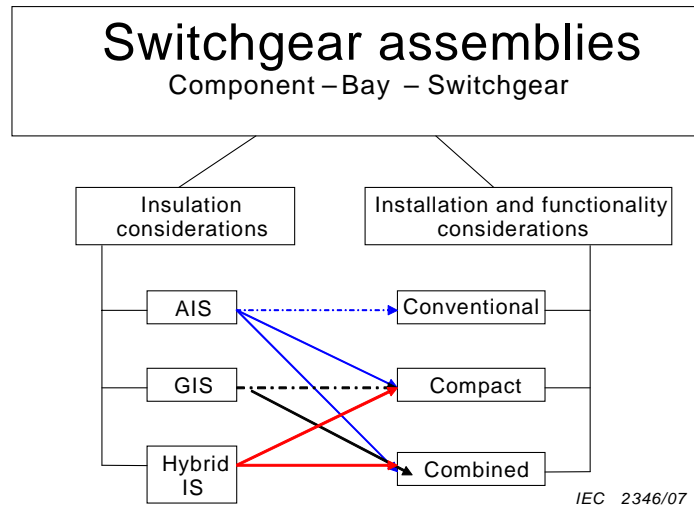 Switchgear assemblies
Component – Bay – Switchgear
Insulation
considerations
Installation and functionality
considerations
AIS
Conventional
GIS
Compact
Hybrid
IS
Combined
IEC 2346/07